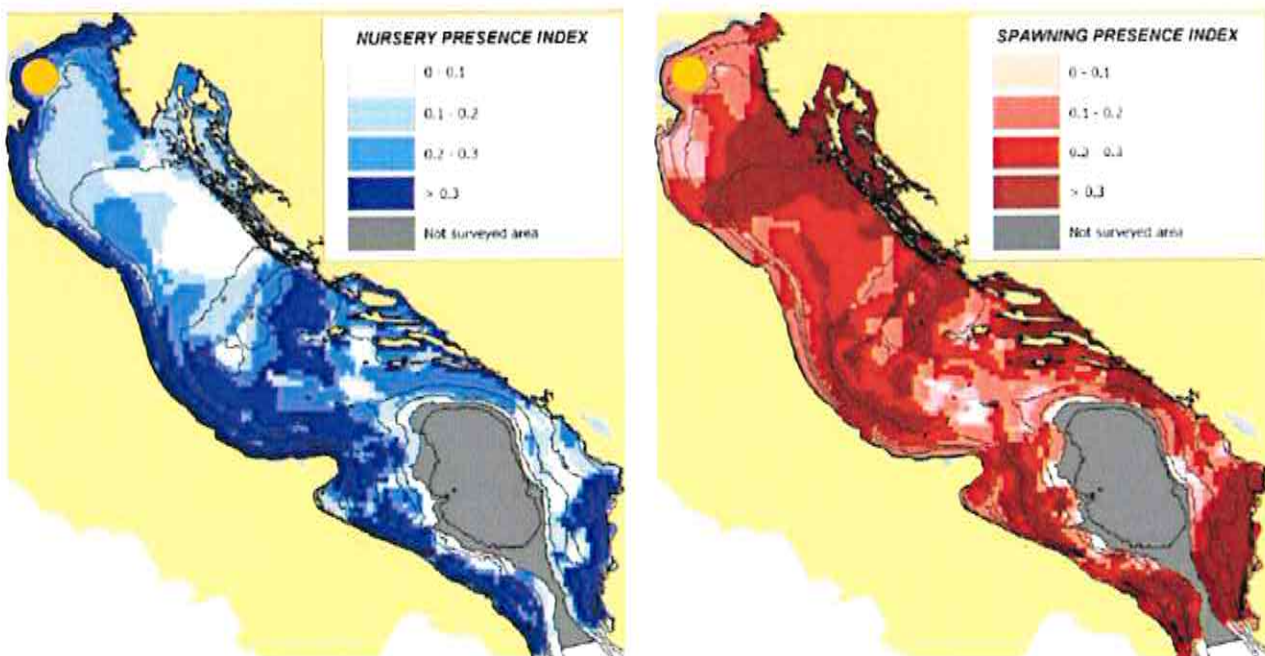 NURSERY PRESENCE INDEX
0 - 0.1
0.1 - 0.2
0.2 - 0.3
> 0.3
Not surveyed area
SPAWNING PRESENCE INDEX
0 - 0.1
0.1 - 0.2
0.2 - 0.3
> 0.3
Not surveyed area